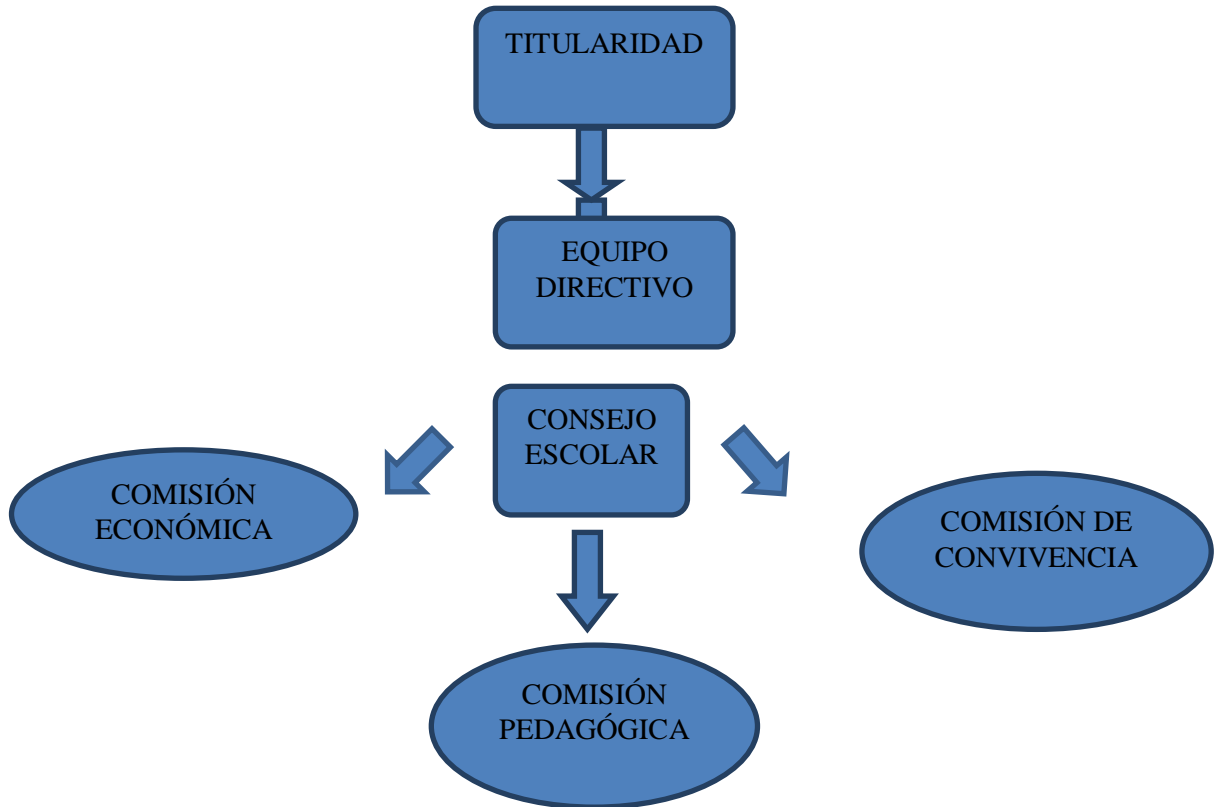 TITULARIDAD
EQUIPO
DIRECTIVO
CONSEJO
ESCOLAR
COMISIÓN
ECONÓMICA
COMISIÓN DE
CONVIVENCIA
COMISIÓN
PEDAGÓGICA